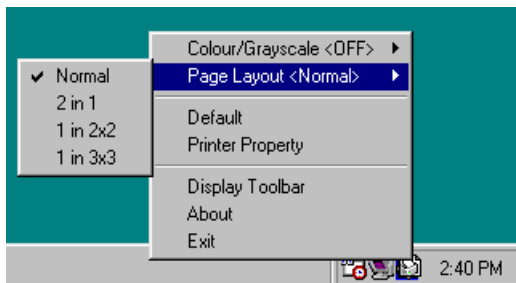 Colour/Grayscale <OFF>
Page Layout <Normal>
Normal
2 in 1
1 in 2x2
1 in 3x3
Default
Printer Property
Display Toolbar
About
Exit
2:40 PM